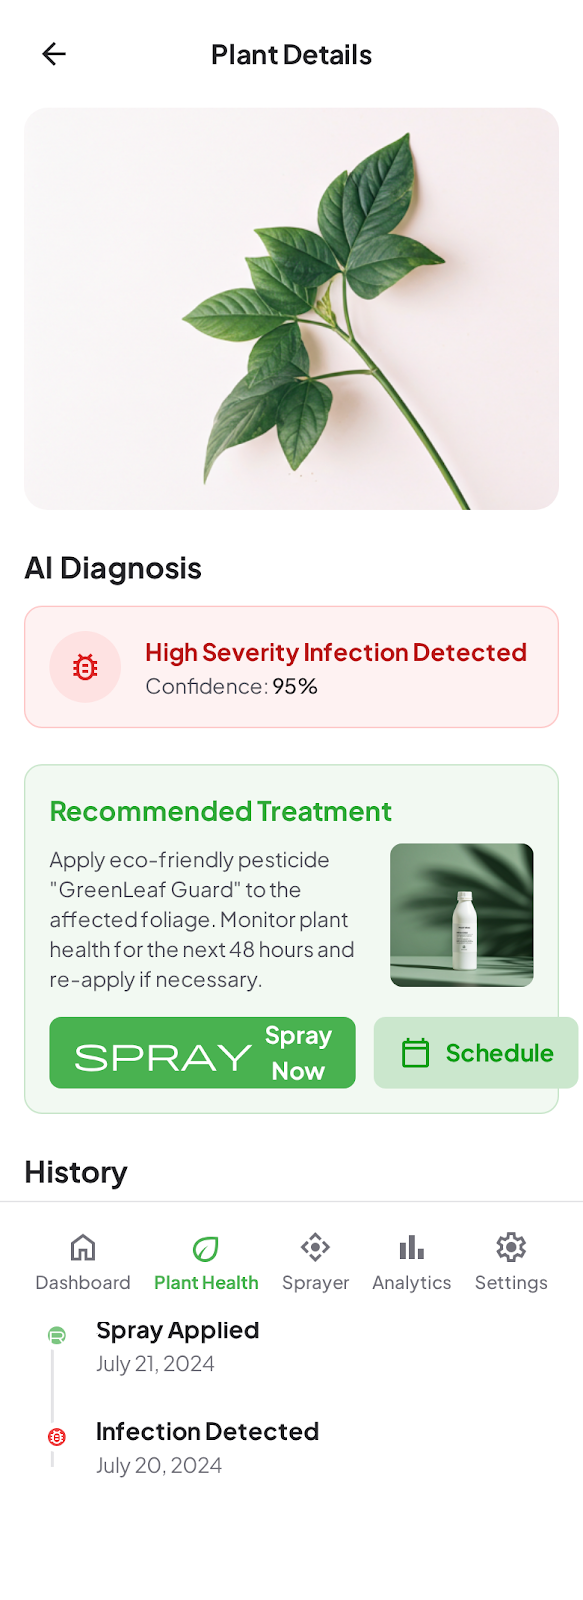 Plant Details
AI Diagnosis
High Severity Infection Detected
Confidence: 95%
Recommended Treatment
Apply eco-friendly pesticide
"GreenLeaf Guard" to the
affected foliage. Monitor plant
health for the next 48 hours and
re-apply if necessary.
SPRAY Spray
Now
Schedule
History
Dashboard Plant Health Sprayer Analytics Settings
Spray Applied
July 21, 2024
Infection Detected
July 20, 2024